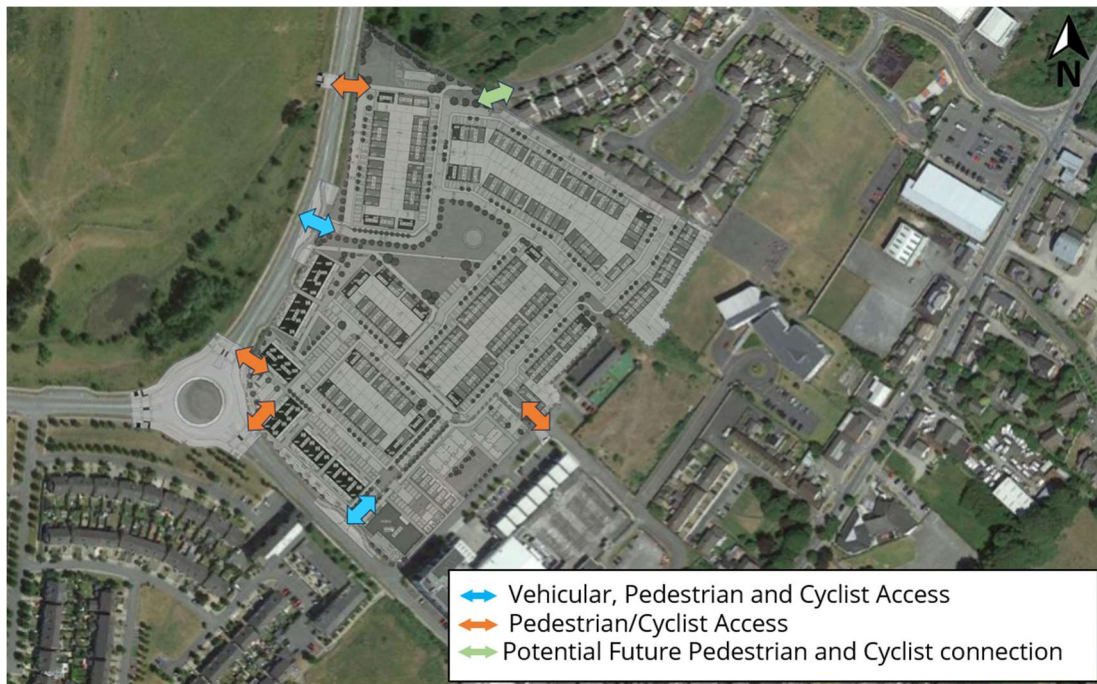 N
Vehicular, Pedestrian and Cyclist Access
Pedestrian/Cyclist Access
Potential Future Pedestrian and Cyclist connection